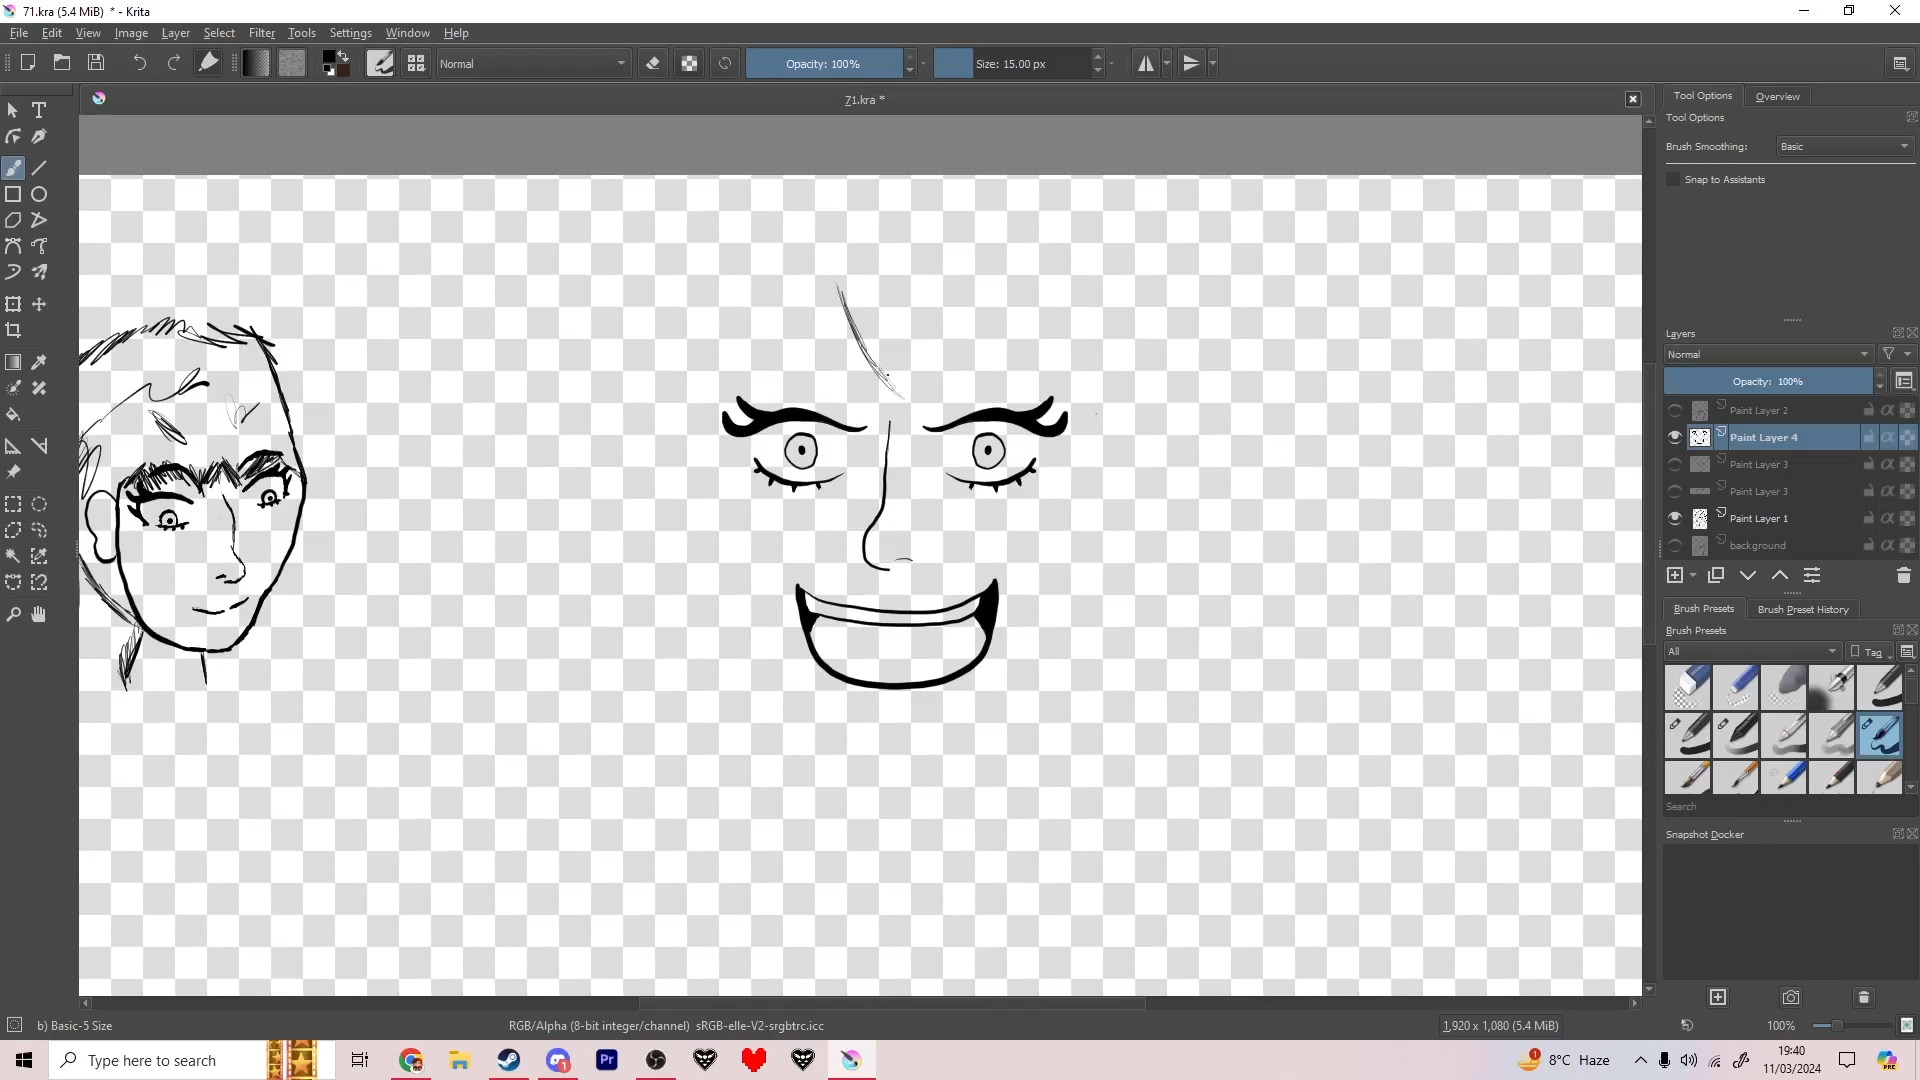 71.kra (5.4 MiB) * - Krita
File Edit View Image Layer Select Filter Tools Settings Window Help
Normal Opacity: 100% Size: 15.00 px
71.kra *
Tool Options Overview
Tool Options
Brush Smoothing: Basic
Snap to Assistants
Layers
Normal
Opacity: 100%
Paint Layer 2
Paint Layer 4
Paint Layer 3
Paint Layer 3
Paint Layer 1
background
Brush Presets Brush Preset History
Brush Presets
All Tag
Search
Snapshot Docker
b) Basic-5 Size RGB/Alpha (8-bit integer/channel) sRGB-elle-V2-srgbtrc.icc 1,920 x 1,080 (5.4 MiB) 100%
Type here to search 8°C Haze 19:40
11/03/2024